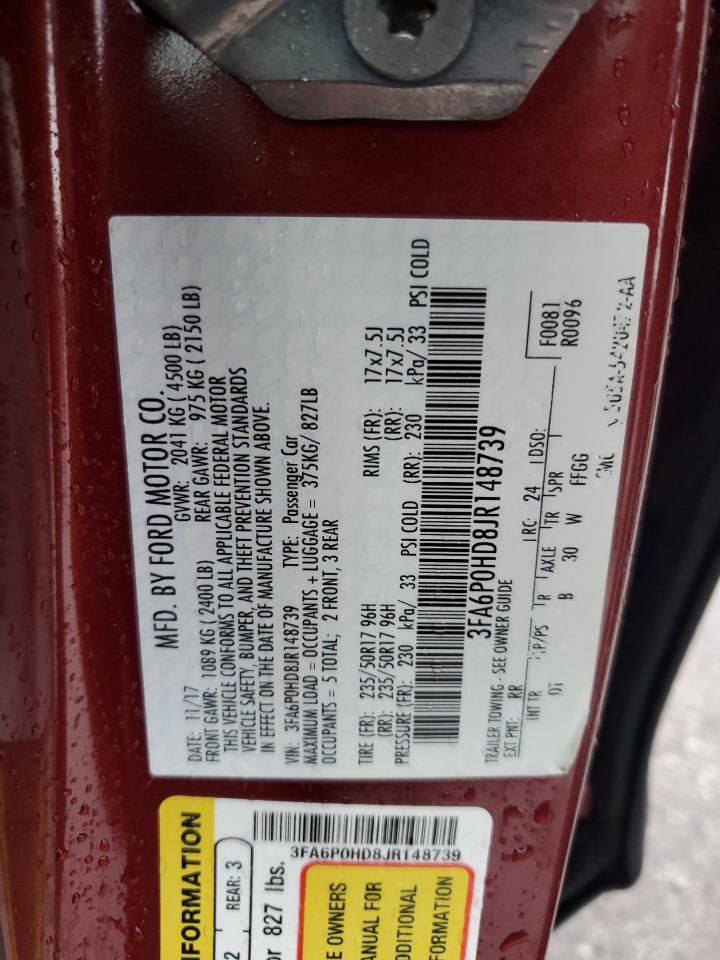 MFD. BY FORD MOTOR CO.
DATE: 11/17 GVWR: 2041 KG ( 4500 LB)
FRONT GAWR: 1089 KG ( 2400 LB) REAR GAWR: 975 KG ( 2150 LB)
THIS VEHICLE CONFORMS TO ALL APPLICABLE FEDERAL MOTOR
VEHICLE SAFETY, BUMPER, AND THEFT PREVENTION STANDARDS
IN EFFECT ON THE DATE OF MANUFACTURE SHOWN ABOVE.
VIN: 3FA6P0HD8JR148739 TYPE: Passenger Car
MAXIMUM LOAD = OCCUPANTS + LUGGAGE = 375KG/ 827LB
OCCUPANTS = 5 TOTAL; 2 FRONT, 3 REAR
TIRE (FR): 235/50R17 96H RIMS (FR): 17x7.5J
(RR): 235/50R17 96H (RR): 17x7.5J
PRESSURE (FR): 230 kPa/ 33 PSI COLD (RR): 230 kPa/ 33 PSI COLD
3FA6P0HD8JR148739
TRAILER TOWING - SEE OWNER GUIDE
EXT PNT: RR RC: 24 DSO: F0081
R0096
INT TR TP/PS R AXLE TR SPR
B 30 W FFGG
3FA6P0HD8JR148739
INFORMATION
2 REAR: 3
or 827 lbs.
E OWNERS
ANUAL FOR
DDITIONAL
FORMATION